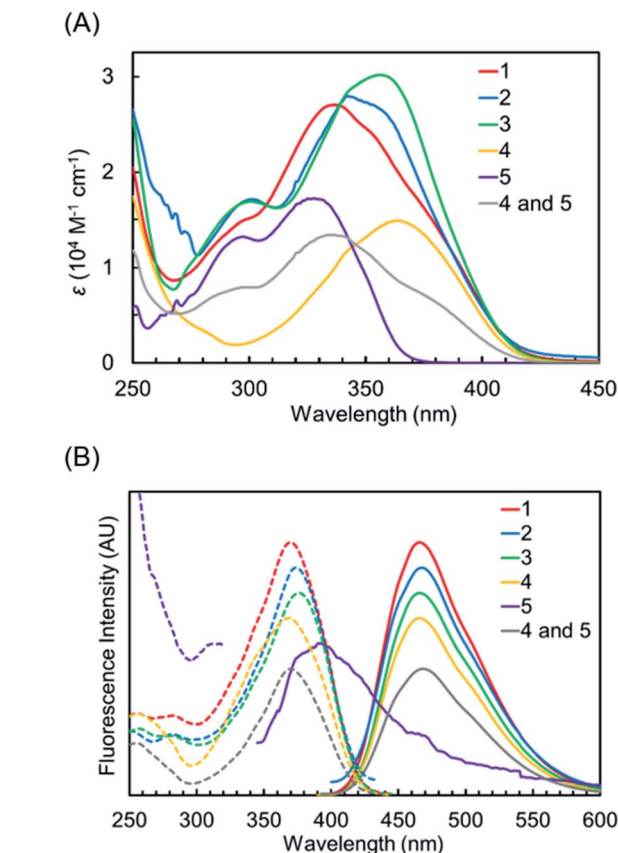 (A)
3
2
1
0
ε (10⁴ M⁻¹ cm⁻¹)
1
2
3
4
5
4 and 5
250 300 350 400 450
Wavelength (nm)
(B)
Fluorescence Intensity (AU)
1
2
3
4
5
4 and 5
250 300 350 400 450 500 550 600
Wavelength (nm)